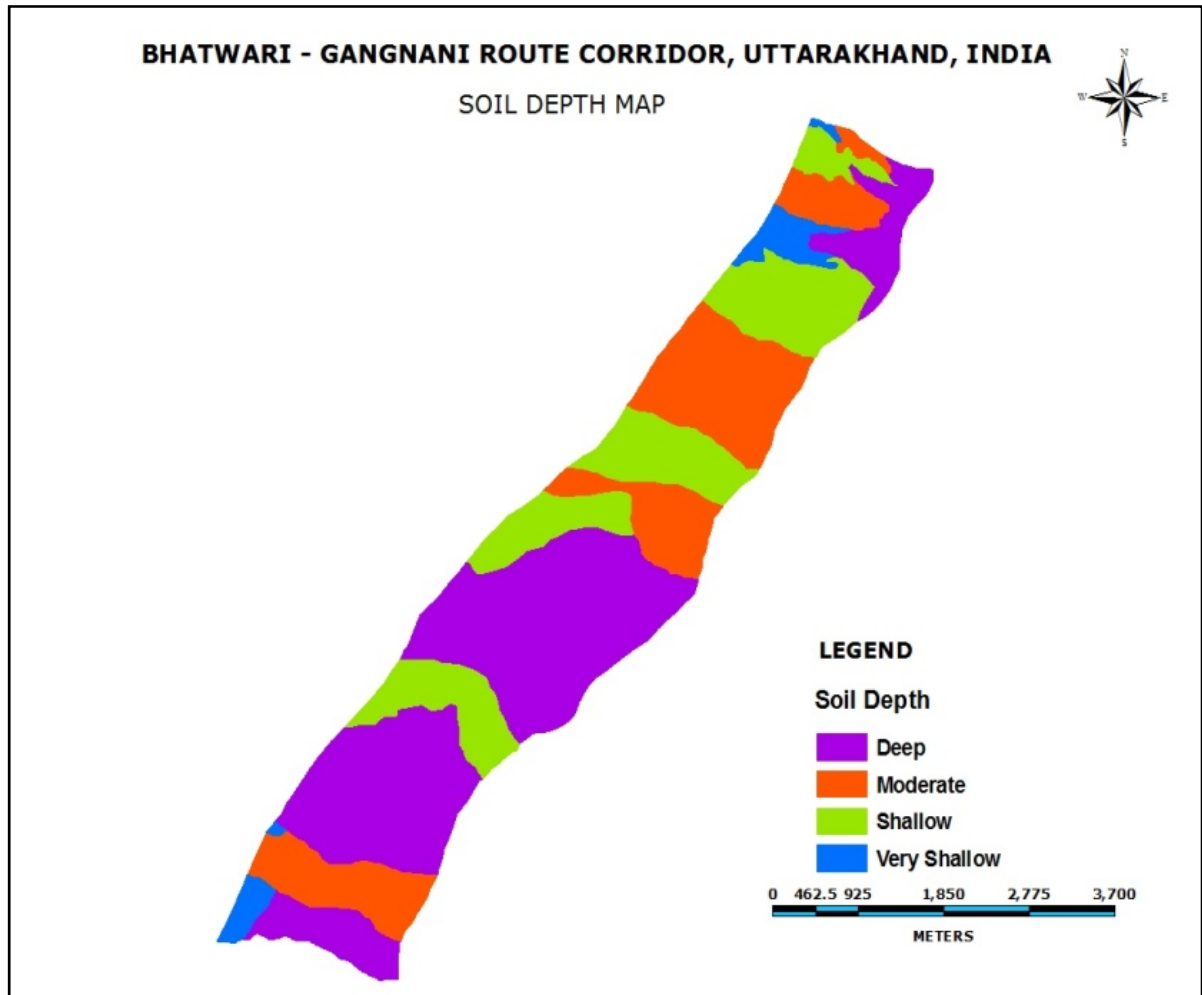 BHATWARI - GANGNANI ROUTE CORRIDOR, UTTARAKHAND, INDIA
SOIL DEPTH MAP
N
W E
S
LEGEND
Soil Depth
Deep
Moderate
Shallow
Very Shallow
0 462.5 925 1,850 2,775 3,700
METERS